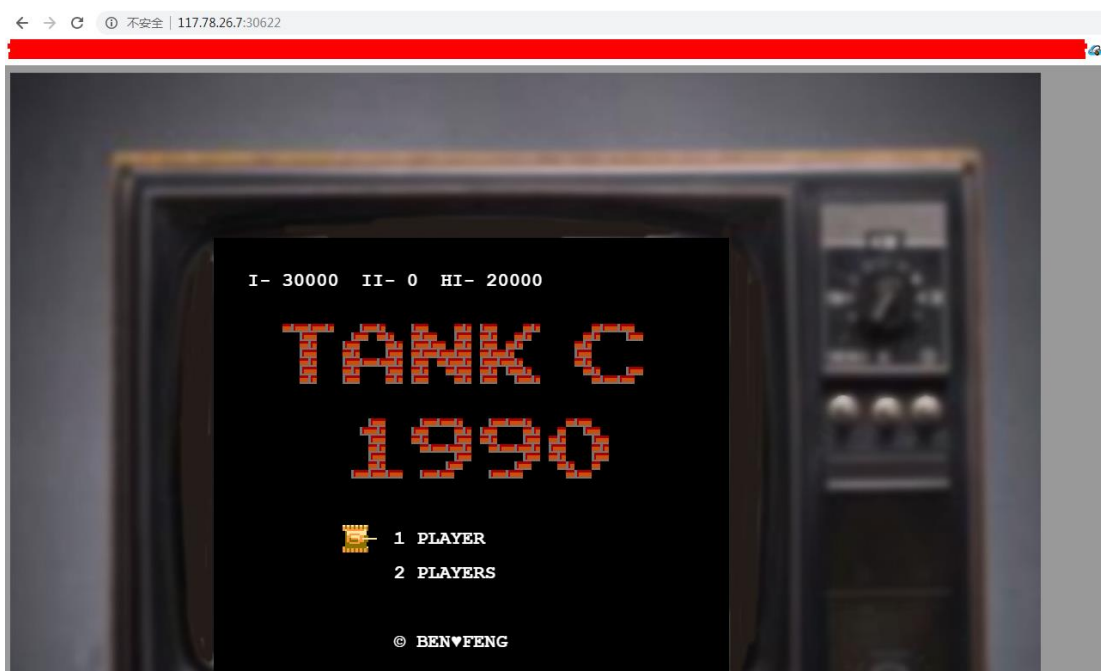 不安全 | 117.78.26.7:30622
I- 30000 II- 0 HI- 20000
TANK C
1990
1 PLAYER
2 PLAYERS
© BEN♥FENG